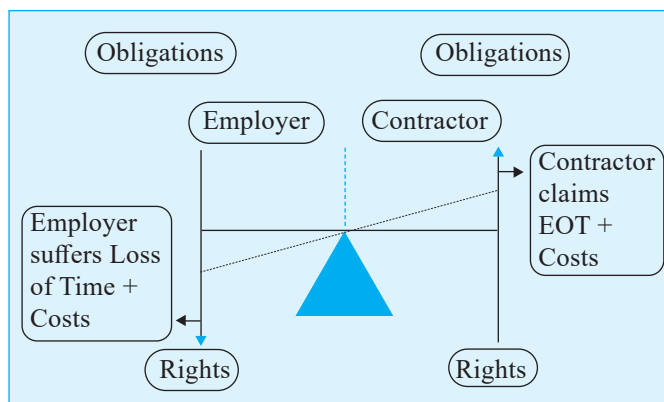 Obligations
Obligations
Employer
Contractor
Contractor
claims
EOT +
Costs
Employer
suffers Loss
of Time +
Costs
Rights
Rights